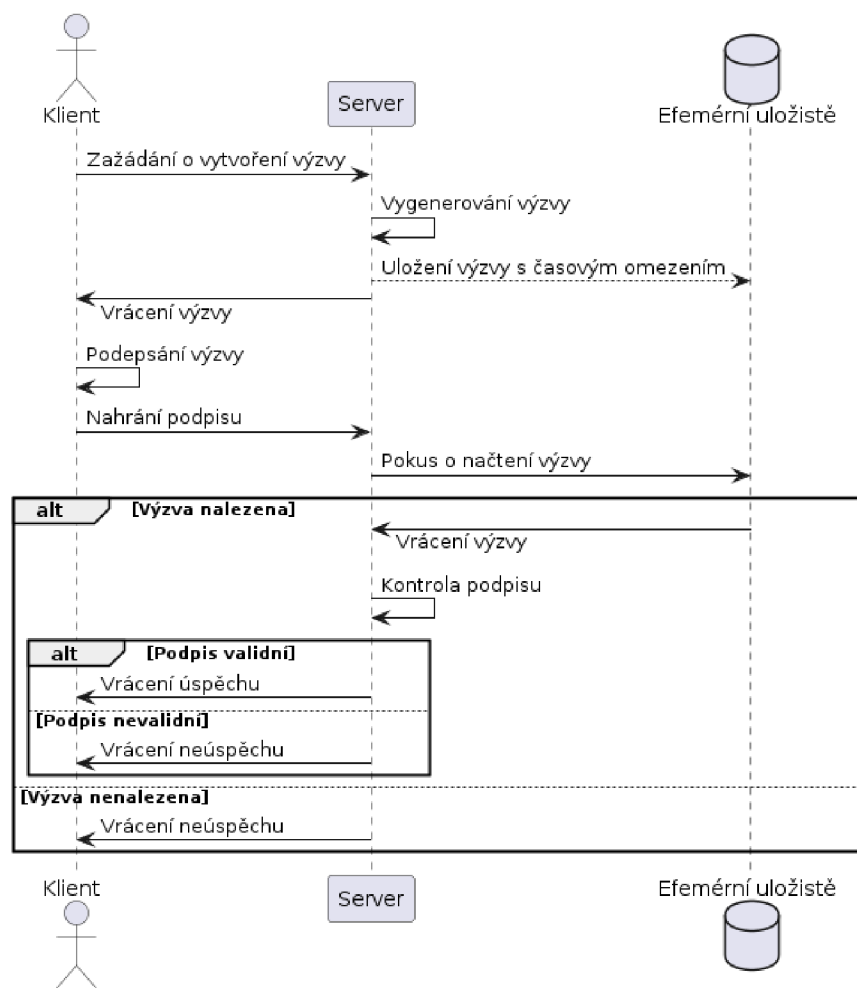 Klient
Server
Efemérní uložistě
Zažádání o vytvoření výzvy
Vygenerování výzvy
Uložení výzvy s časovým omezením
Vrácení výzvy
Podepsání výzvy
Nahrání podpisu
Pokus o načtení výzvy
alt [Výzva nalezena]
Vrácení výzvy
Kontrola podpisu
alt [Podpis validní]
Vrácení úspěchu
[Podpis nevalidní]
Vrácení neúspěchu
[Výzva nenalezena]
Vrácení neúspěchu
Klient
Server
Efemérní uložistě